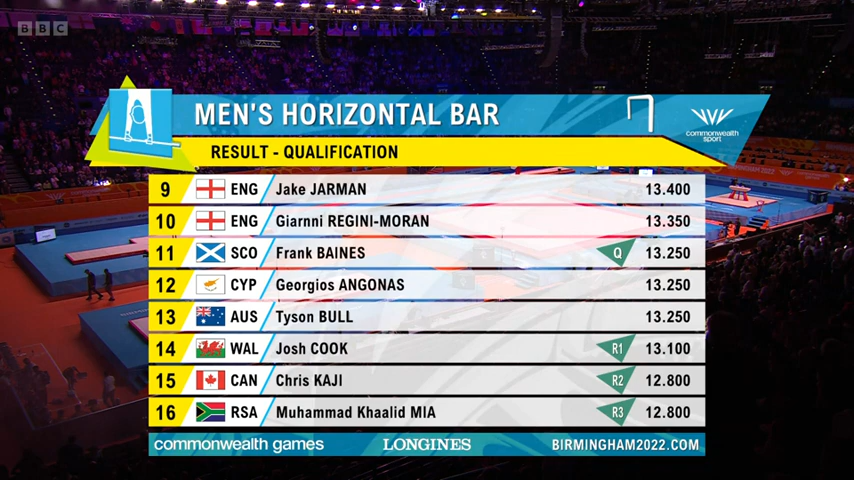 BBC
MEN'S HORIZONTAL BAR
commonwealth sport
RESULT - QUALIFICATION
9 ENG Jake JARMAN 13.400
10 ENG Giarnni REGINI-MORAN 13.350
11 SCO Frank BAINES Q 13.250
12 CYP Georgios ANGONAS 13.250
13 AUS Tyson BULL 13.250
14 WAL Josh COOK R1 13.100
15 CAN Chris KAJI R2 12.800
16 RSA Muhammad Khaalid MIA R3 12.800
commonwealth games LONGINES BIRMINGHAM2022.COM